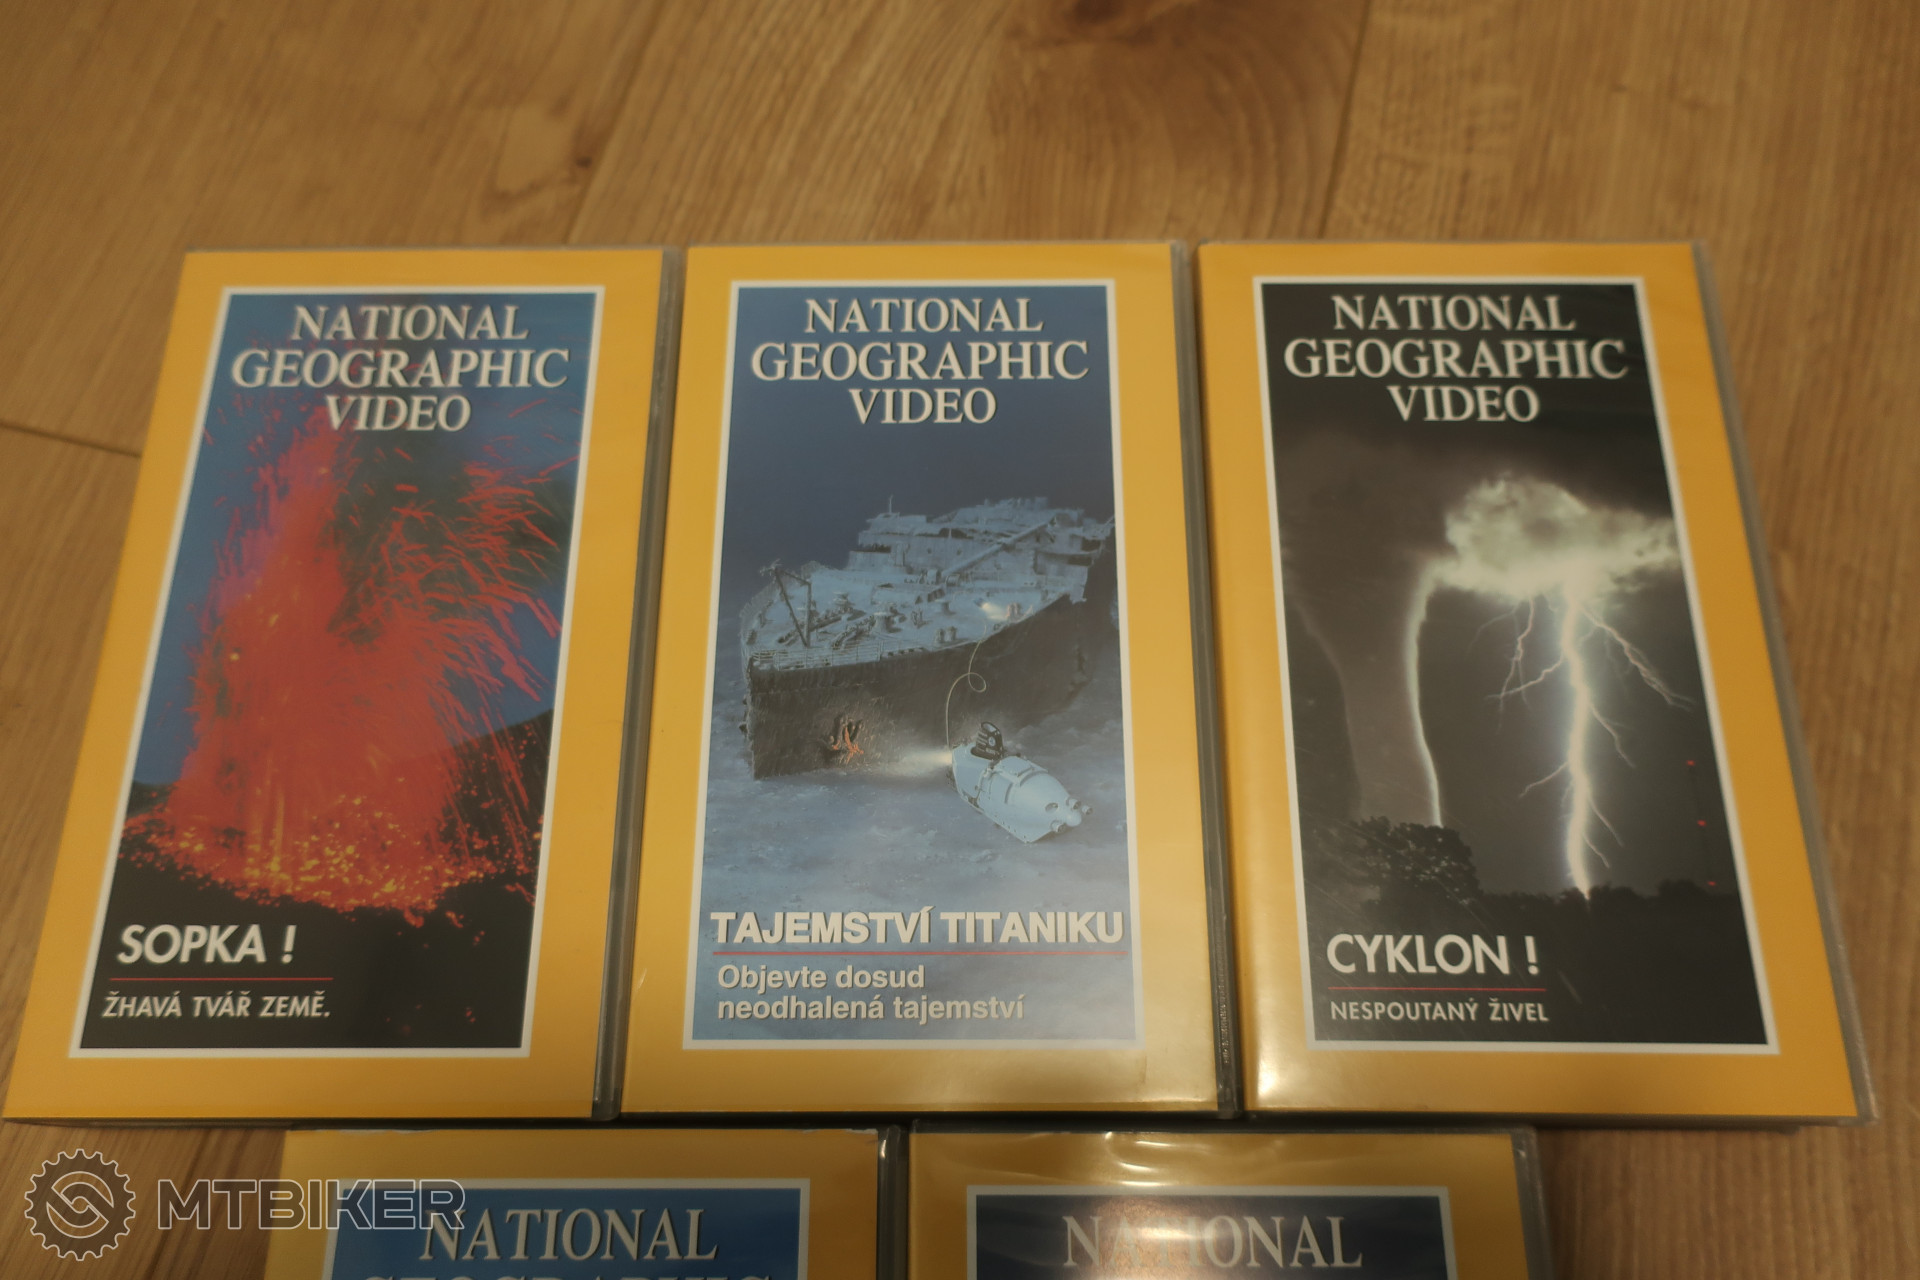 NATIONAL
GEOGRAPHIC
VIDEO
SOPKA !
ŽHAVÁ TVÁŘ ZEMĚ.
NATIONAL
GEOGRAPHIC
VIDEO
TAJEMSTVÍ TITANIKU
Objevte dosud
neodhalená tajemství
NATIONAL
GEOGRAPHIC
VIDEO
CYKLON !
NESPOUTANÝ ŽIVEL
NATIONAL
GEOGRAPHIC
NATIONAL
MTBIKER